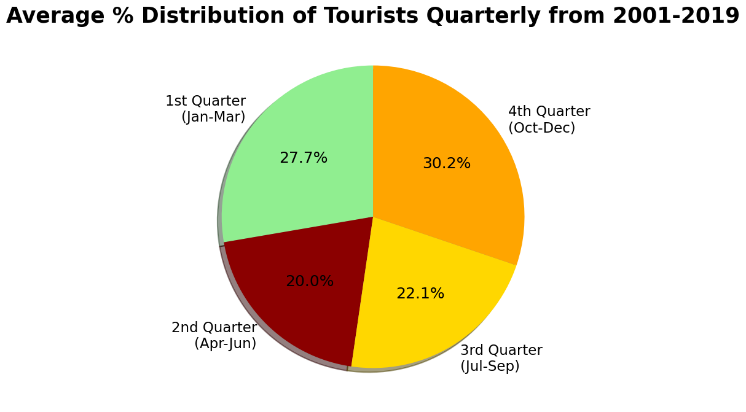 Average % Distribution of Tourists Quarterly from 2001-2019
1st Quarter
(Jan-Mar)
27.7%
4th Quarter
(Oct-Dec)
30.2%
2nd Quarter
(Apr-Jun)
20.0%
3rd Quarter
(Jul-Sep)
22.1%